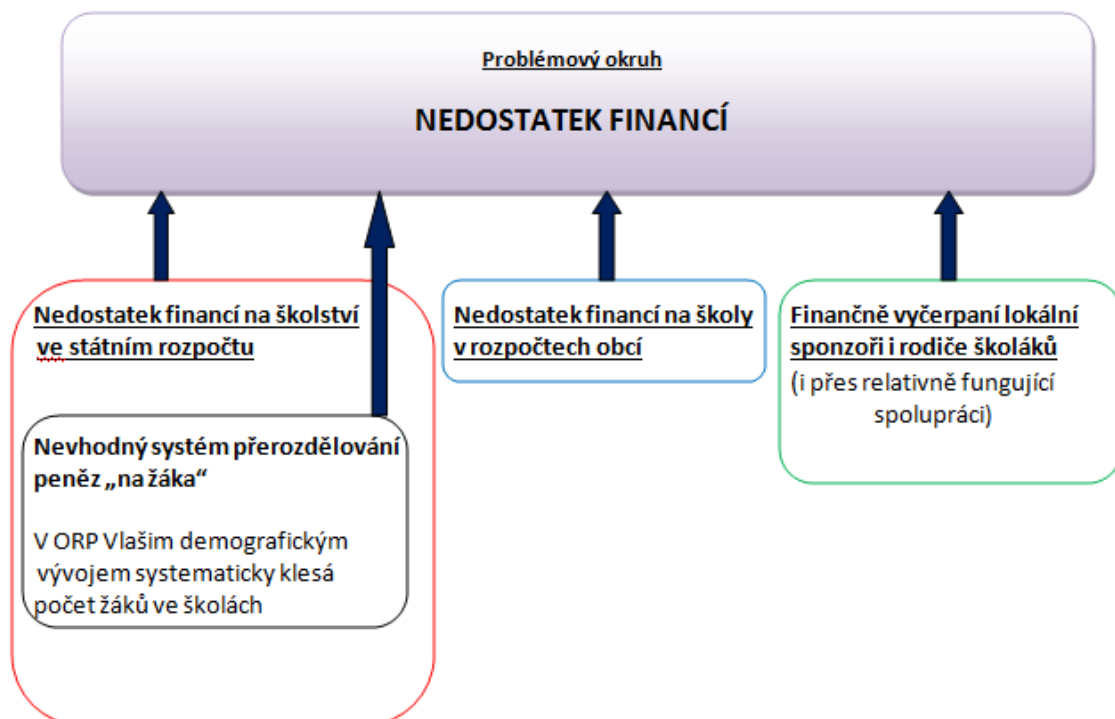 Problémový okruh
NEDOSTATEK FINANCÍ
Nedostatek financí na školství
ve státním rozpočtu
Nevhodný systém přerozdělování
peněz „na žáka“
V ORP Vlašim demografickým
vývojem systematicky klesá
počet žáků ve školách
Nedostatek financí na školy
v rozpočtech obcí
Finančně vyčerpaní lokální
sponzoři i rodiče školáků
(i přes relativně fungující
spolupráci)